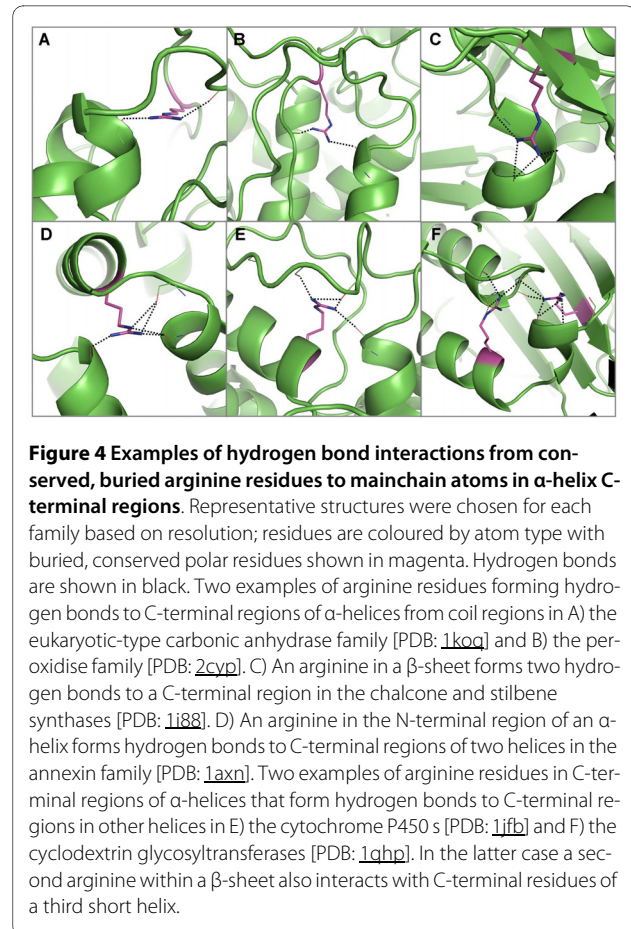 A
B
C
D
E
F
Figure 4 Examples of hydrogen bond interactions from con-
served, buried arginine residues to mainchain atoms in α-helix C-
terminal regions. Representative structures were chosen for each
family based on resolution; residues are coloured by atom type with
buried, conserved polar residues shown in magenta. Hydrogen bonds
are shown in black. Two examples of arginine residues forming hydro-
gen bonds to C-terminal regions of α-helices from coil regions in A) the
eukaryotic-type carbonic anhydrase family [PDB: 1koq] and B) the per-
oxidise family [PDB: 2cyp]. C) An arginine in a β-sheet forms two hydro-
gen bonds to a C-terminal region in the chalcone and stilbene
synthases [PDB: 1i88]. D) An arginine in the N-terminal region of an α-
helix forms hydrogen bonds to C-terminal regions of two helices in the
annexin family [PDB: 1axn]. Two examples of arginine residues in C-ter-
minal regions of α-helices that form hydrogen bonds to C-terminal re-
gions in other helices in E) the cytochrome P450 s [PDB: 1jfb] and F) the
cyclodextrin glycosyltransferases [PDB: 1qhp]. In the latter case a sec-
ond arginine within a β-sheet also interacts with C-terminal residues of
a third short helix.